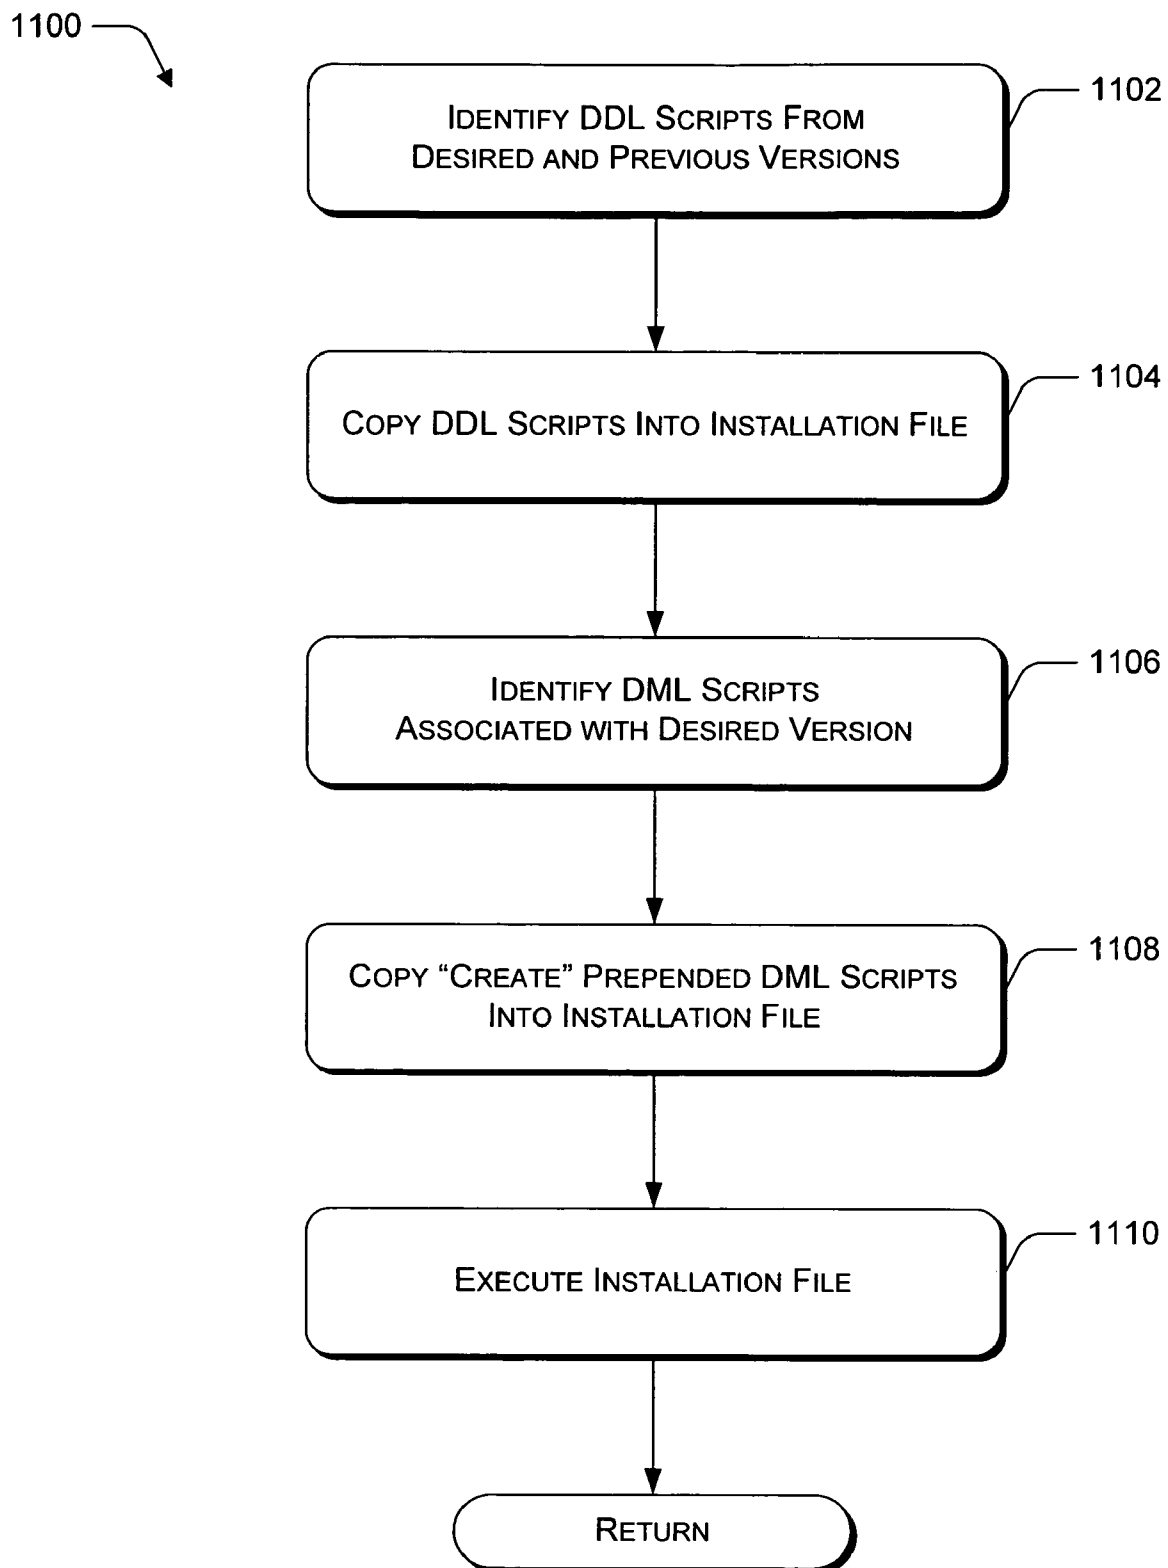 1100
1102
IDENTIFY DDL SCRIPTS FROM
DESIRED AND PREVIOUS VERSIONS
1104
COPY DDL SCRIPTS INTO INSTALLATION FILE
1106
IDENTIFY DML SCRIPTS
ASSOCIATED WITH DESIRED VERSION
1108
COPY “CREATE” PREPENDED DML SCRIPTS
INTO INSTALLATION FILE
1110
EXECUTE INSTALLATION FILE
RETURN